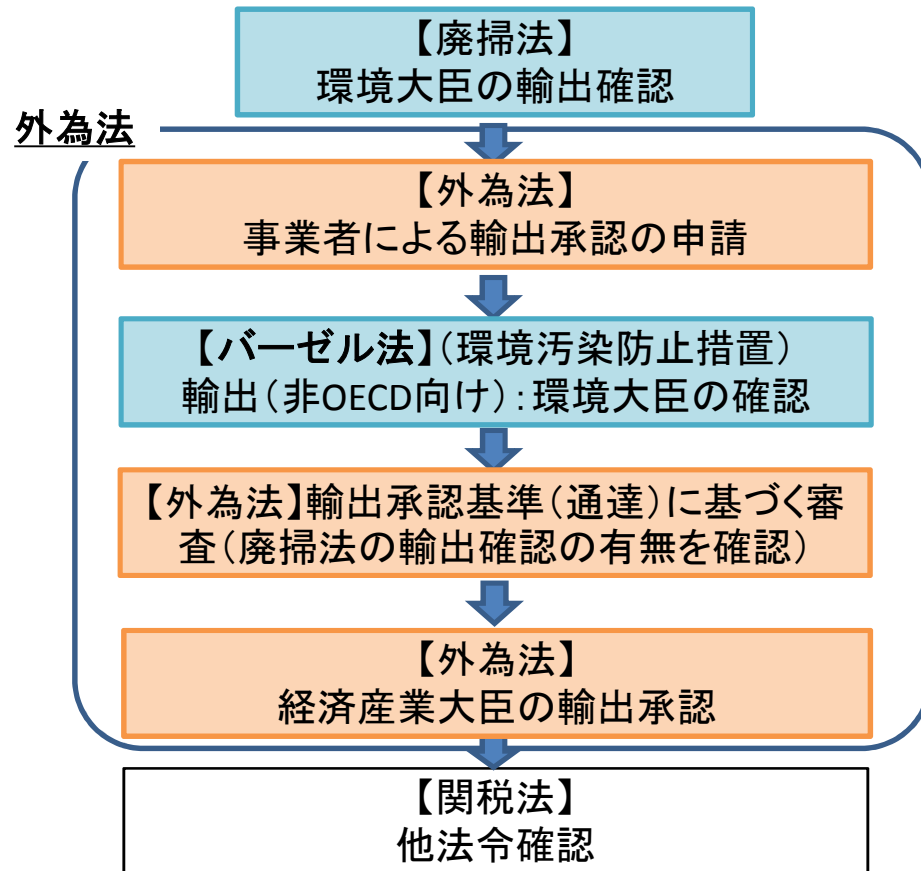 【廃掃法】
環境大臣の輸出確認
外為法
【外為法】
事業者による輸出承認の申請
【バーゼル法】（環境汚染防止措置）
輸出（非OECD向け）：環境大臣の確認
【外為法】輸出承認基準（通達）に基づく審
査（廃掃法の輸出確認の有無を確認）
【外為法】
経済産業大臣の輸出承認
【関税法】
他法令確認